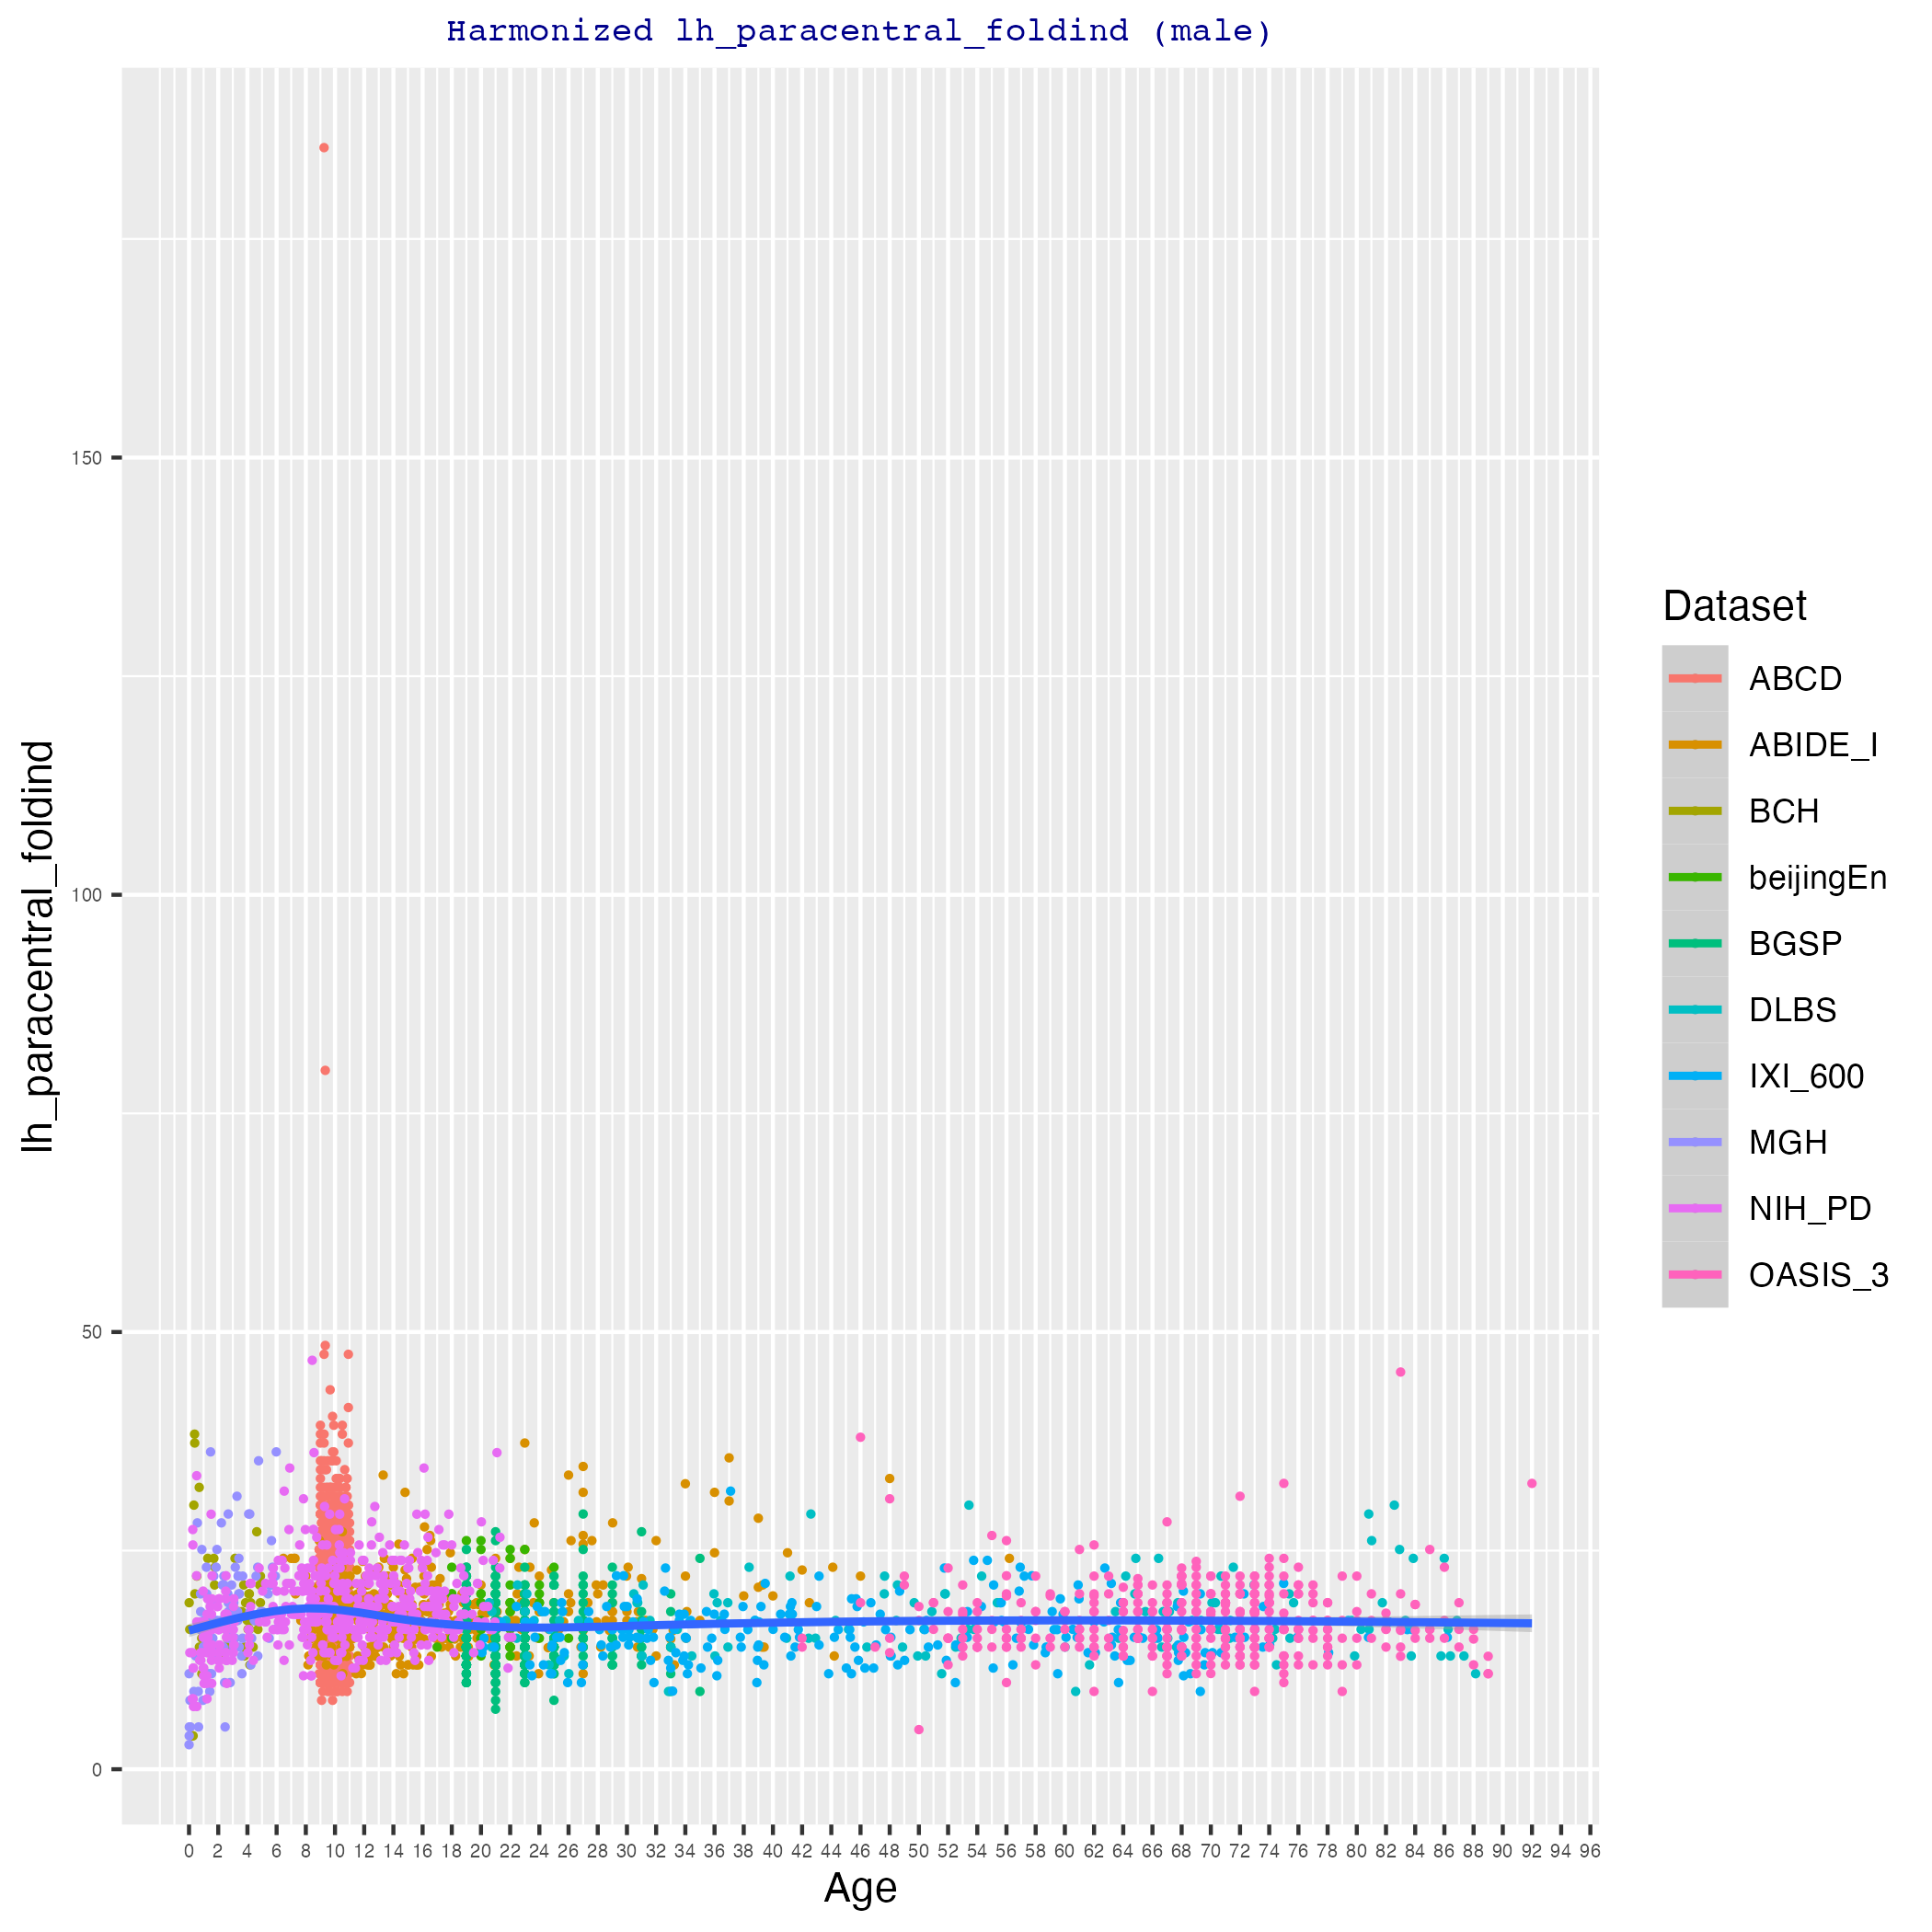 Harmonized lh_paracentral_foldind (male)
lh_paracentral_foldind
150
100
50
0
0 2 4 6 8 10 12 14 16 18 20 22 24 26 28 30 32 34 36 38 40 42 44 46 48 50 52 54 56 58 60 62 64 66 68 70 72 74 76 78 80 82 84 86 88 90 92 94 96
Age
Dataset
ABCD
ABIDE_I
BCH
beijingEn
BGSP
DLBS
IXI_600
MGH
NIH_PD
OASIS_3